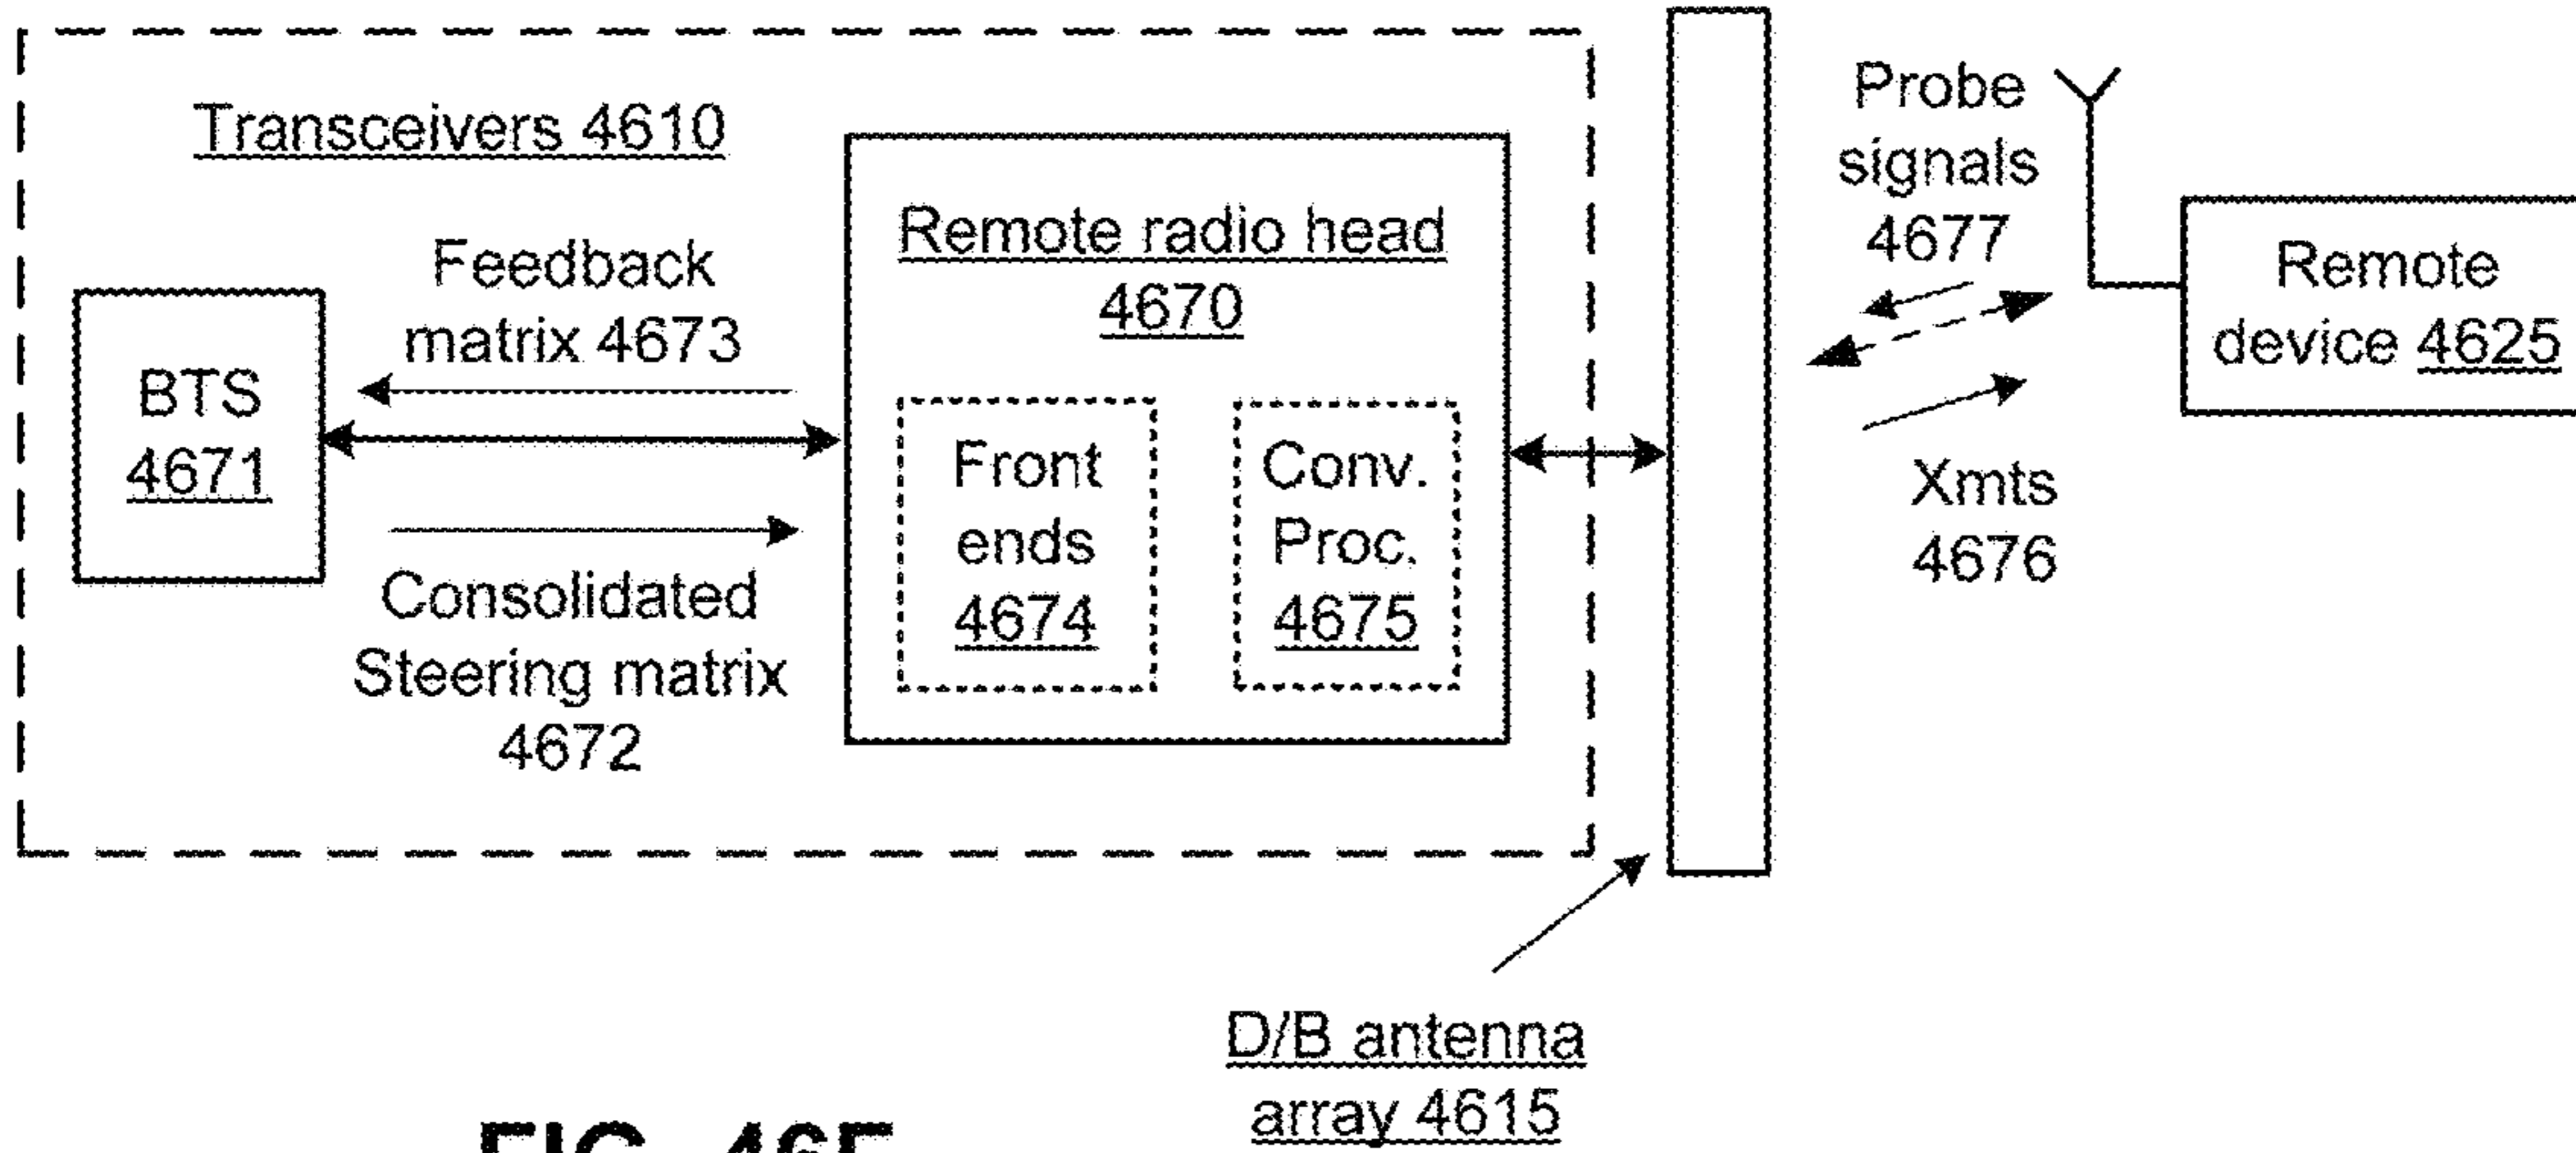 Transceivers 4610
Feedback
matrix 4673
BTS
4671
Consolidated
Steering matrix
4672
Remote radio head
4670
Front
ends
4674
Conv.
Proc.
4675
Probe
signals
4677
Xmts
4676
Remote
device 4625
D/B antenna
array 4615